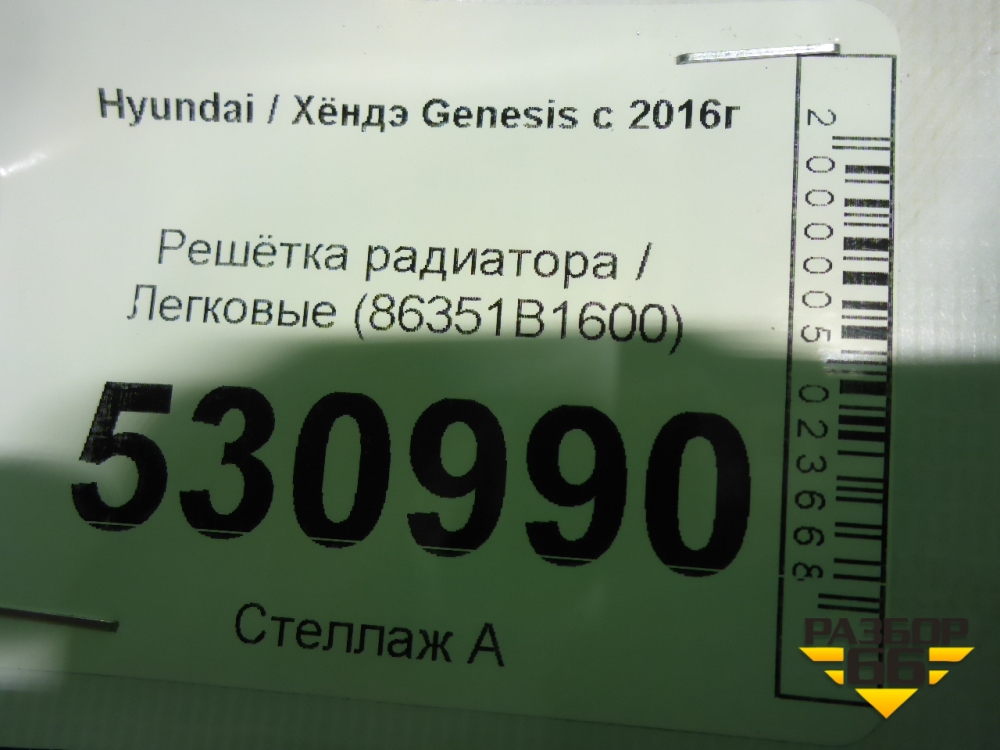 Hyundai / Хёндэ Genesis с 2016г
Решётка радиатора /
Легковые (86351B1600)
530990
Стеллаж А
2000005023668
РАЗБОР
66